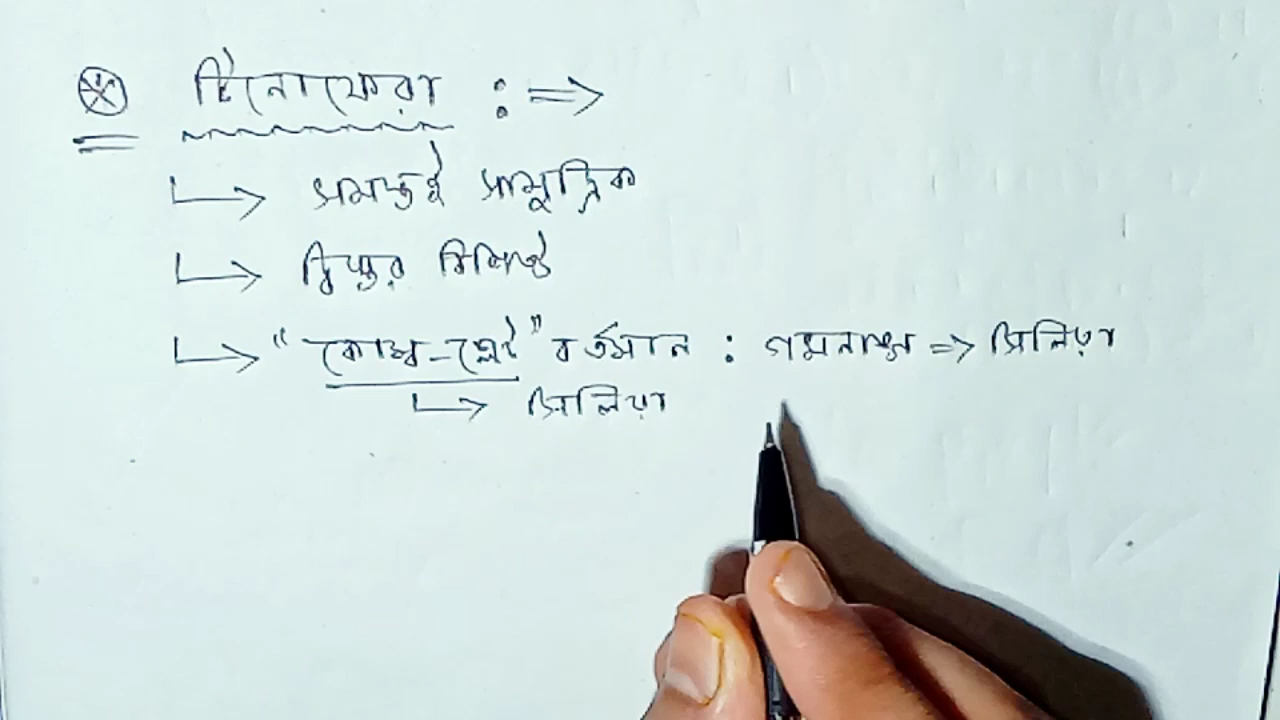 টিনোফেরা : ⇒
↳ সমস্তই সামুদ্রিক
↳ দ্বিস্তর বিশিষ্ট
↳ "কোম্ব-প্লেট" বর্তমান : গমনাঙ্গ ⇒ সিলিয়া
↳ সিলিয়া